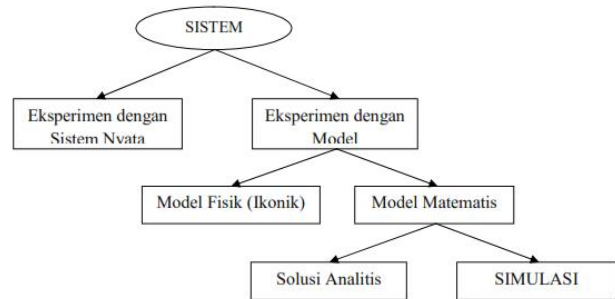 SISTEM
Eksperimen dengan
Sistem Nyata
Eksperimen dengan
Model
Model Fisik (Ikonik)
Model Matematis
Solusi Analitis
SIMULASI